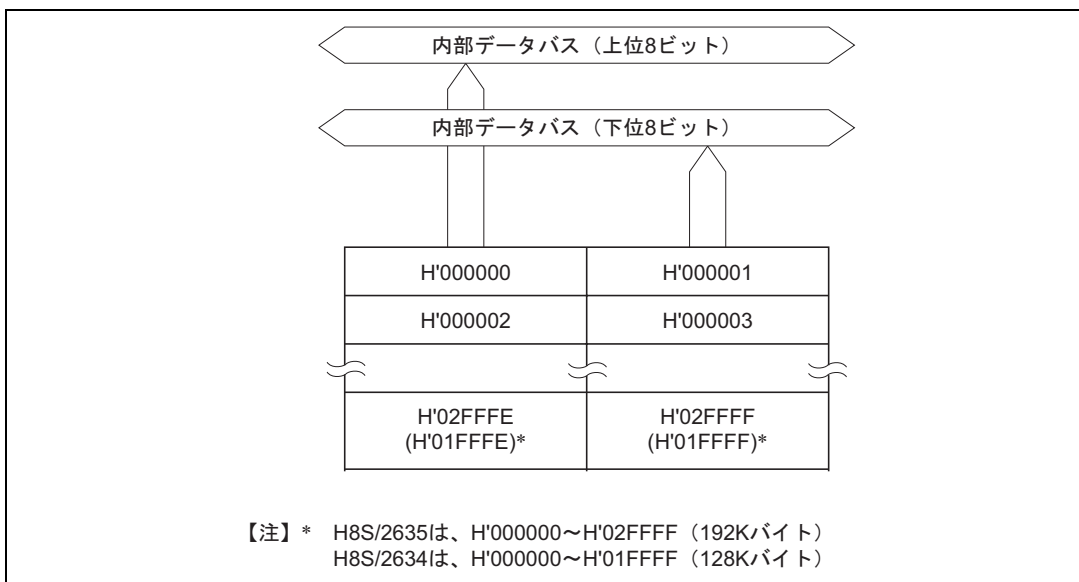 内部データバス（上位8ビット）
内部データバス（下位8ビット）
H'000000 H'000001
H'000002 H'000003
H'02FFFE H'02FFFF
(H'01FFFE)* (H'01FFFF)*
【注】* H8S/2635は、H'000000～H'02FFFF（192Kバイト）
H8S/2634は、H'000000～H'01FFFF（128Kバイト）